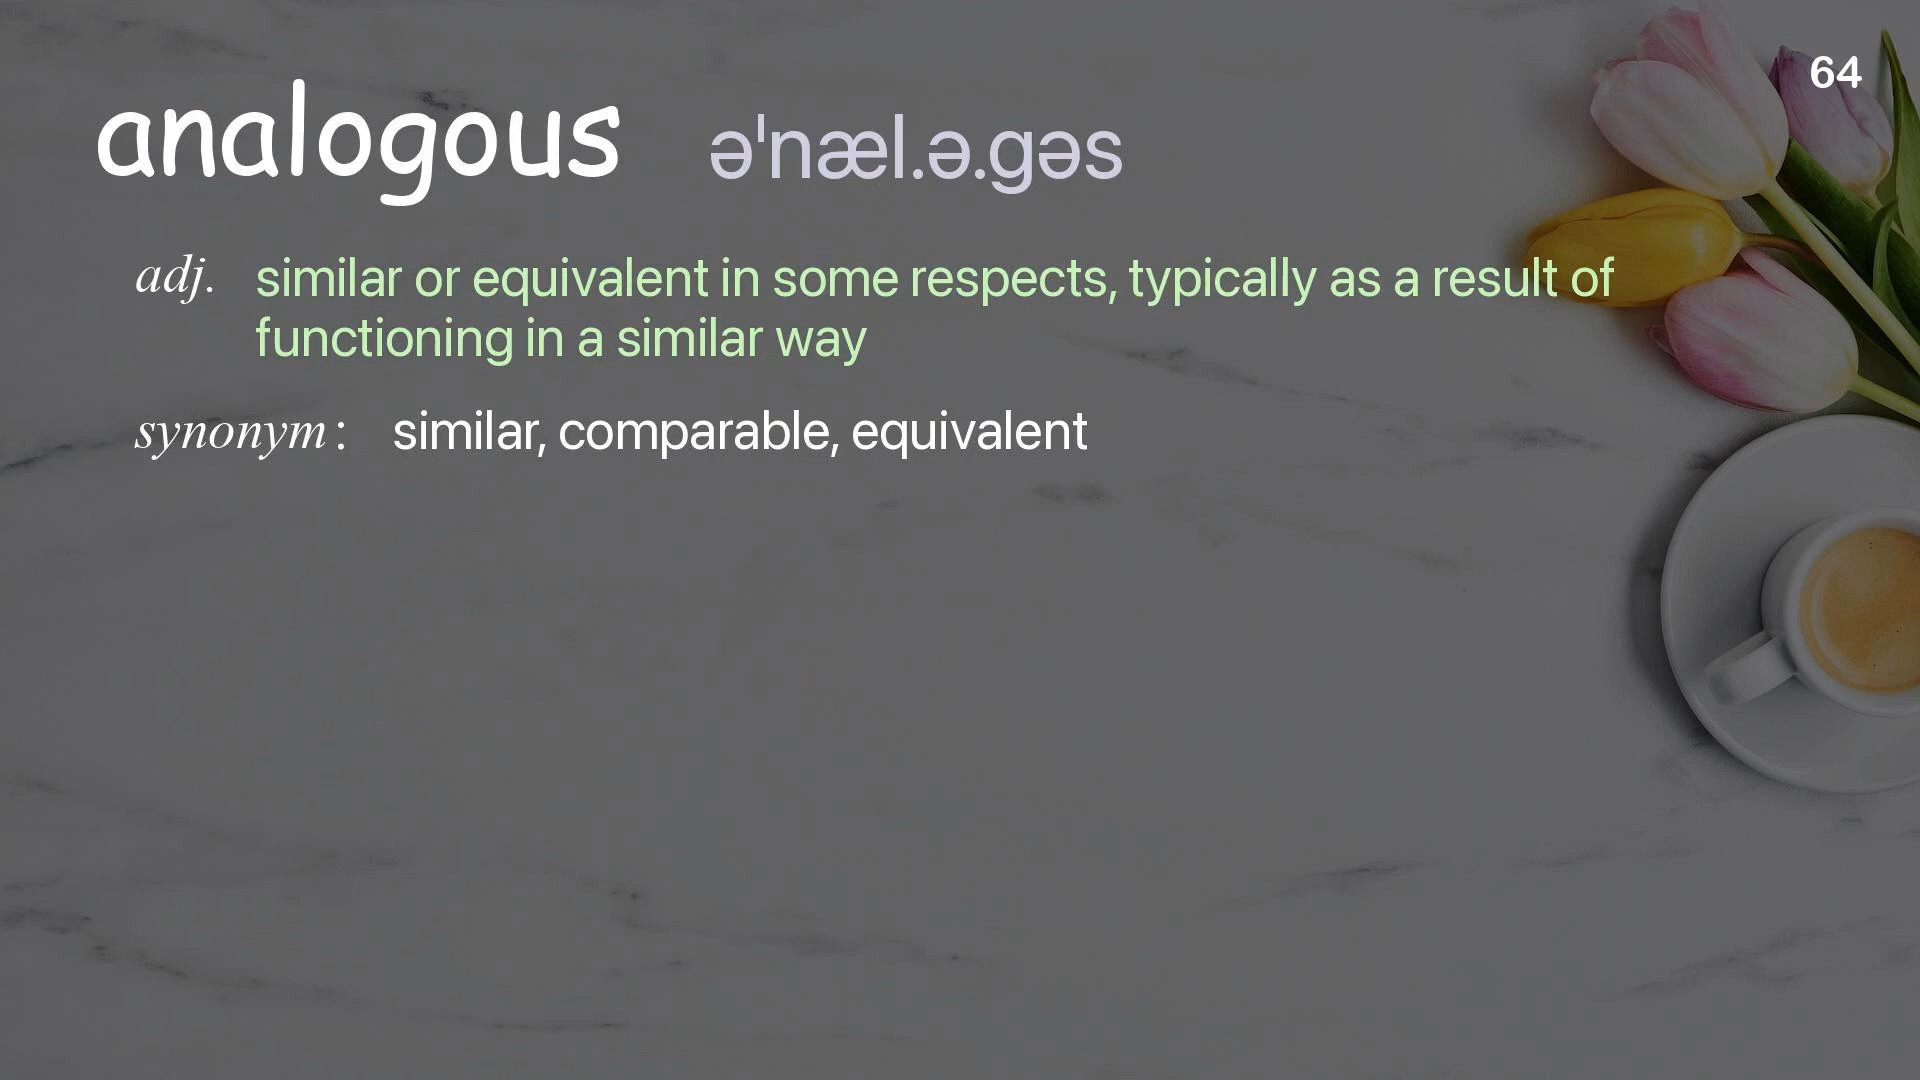 64
analogous əˈnæl.ə.gəs
adj. similar or equivalent in some respects, typically as a result of
functioning in a similar way
synonym: similar, comparable, equivalent